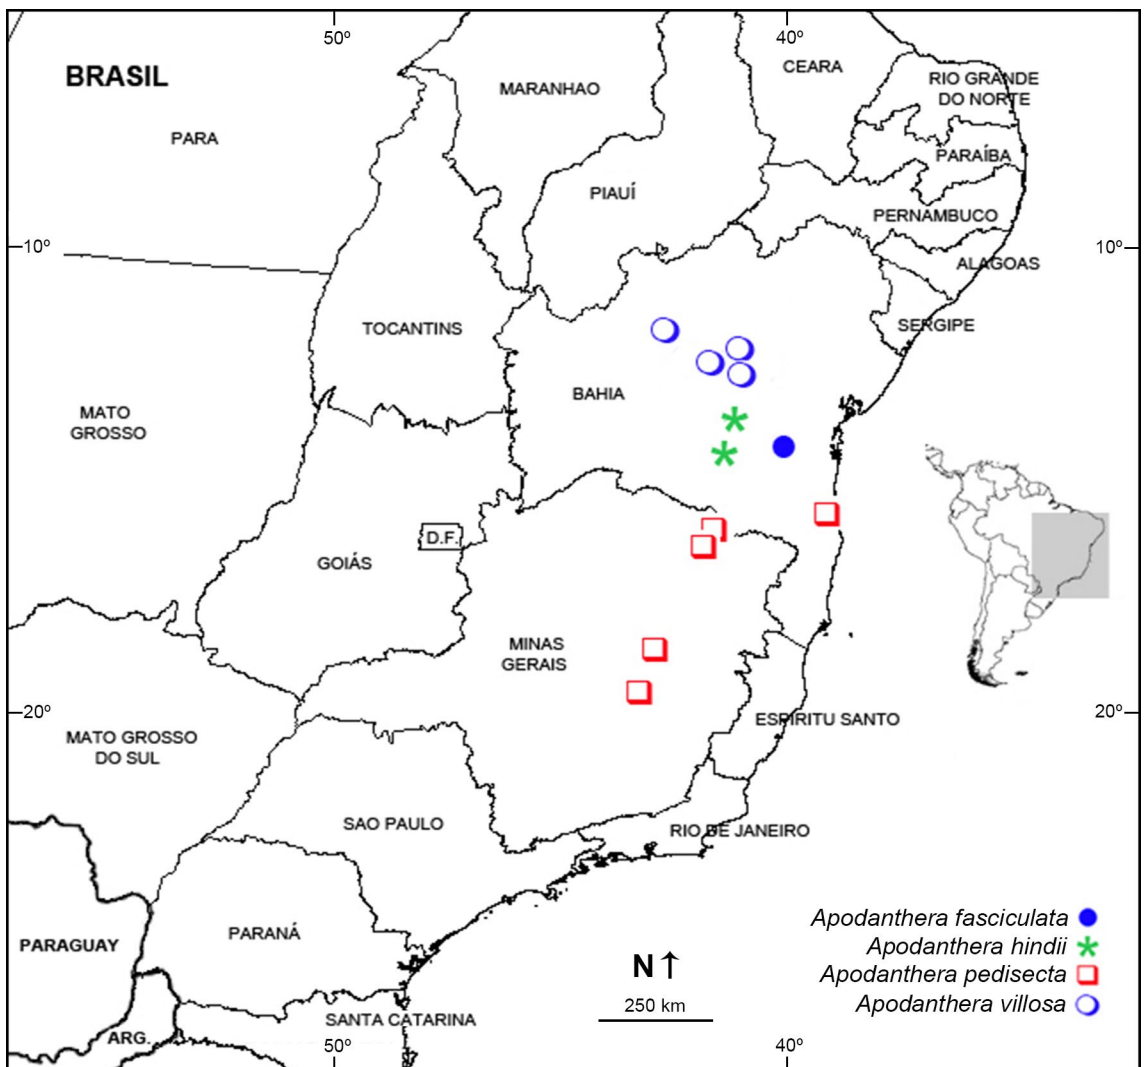 50º
40º
BRASIL
CEARA
MARANHAO
RIO GRANDE
DO NORTE
PARA
PARAÍBA
PIAUÍ
PERNAMBUCO
10º
10º
ALAGOAS
TOCANTINS
SERGIPE
BAHIA
MATO
GROSSO
D.F.
GOIÁS
MINAS
GERAIS
20º
ESPIRITU SANTO
20º
MATO GROSSO
DO SUL
SAO PAULO
RIO DE JANEIRO
Apodanthera fasciculata
PARANÁ
PARAGUAY
Apodanthera hindii
N↑
Apodanthera pedisecta
250 km
Apodanthera villosa
SANTA CATARINA
ARG.
50º
40º